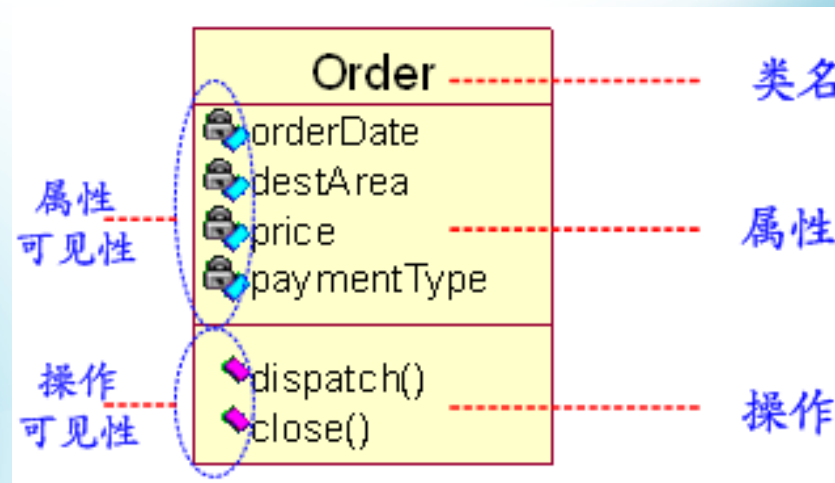 Order
类名
orderDate
destArea
price
paymentType
属性
可见性
属性
dispatch()
close()
操作
可见性
操作